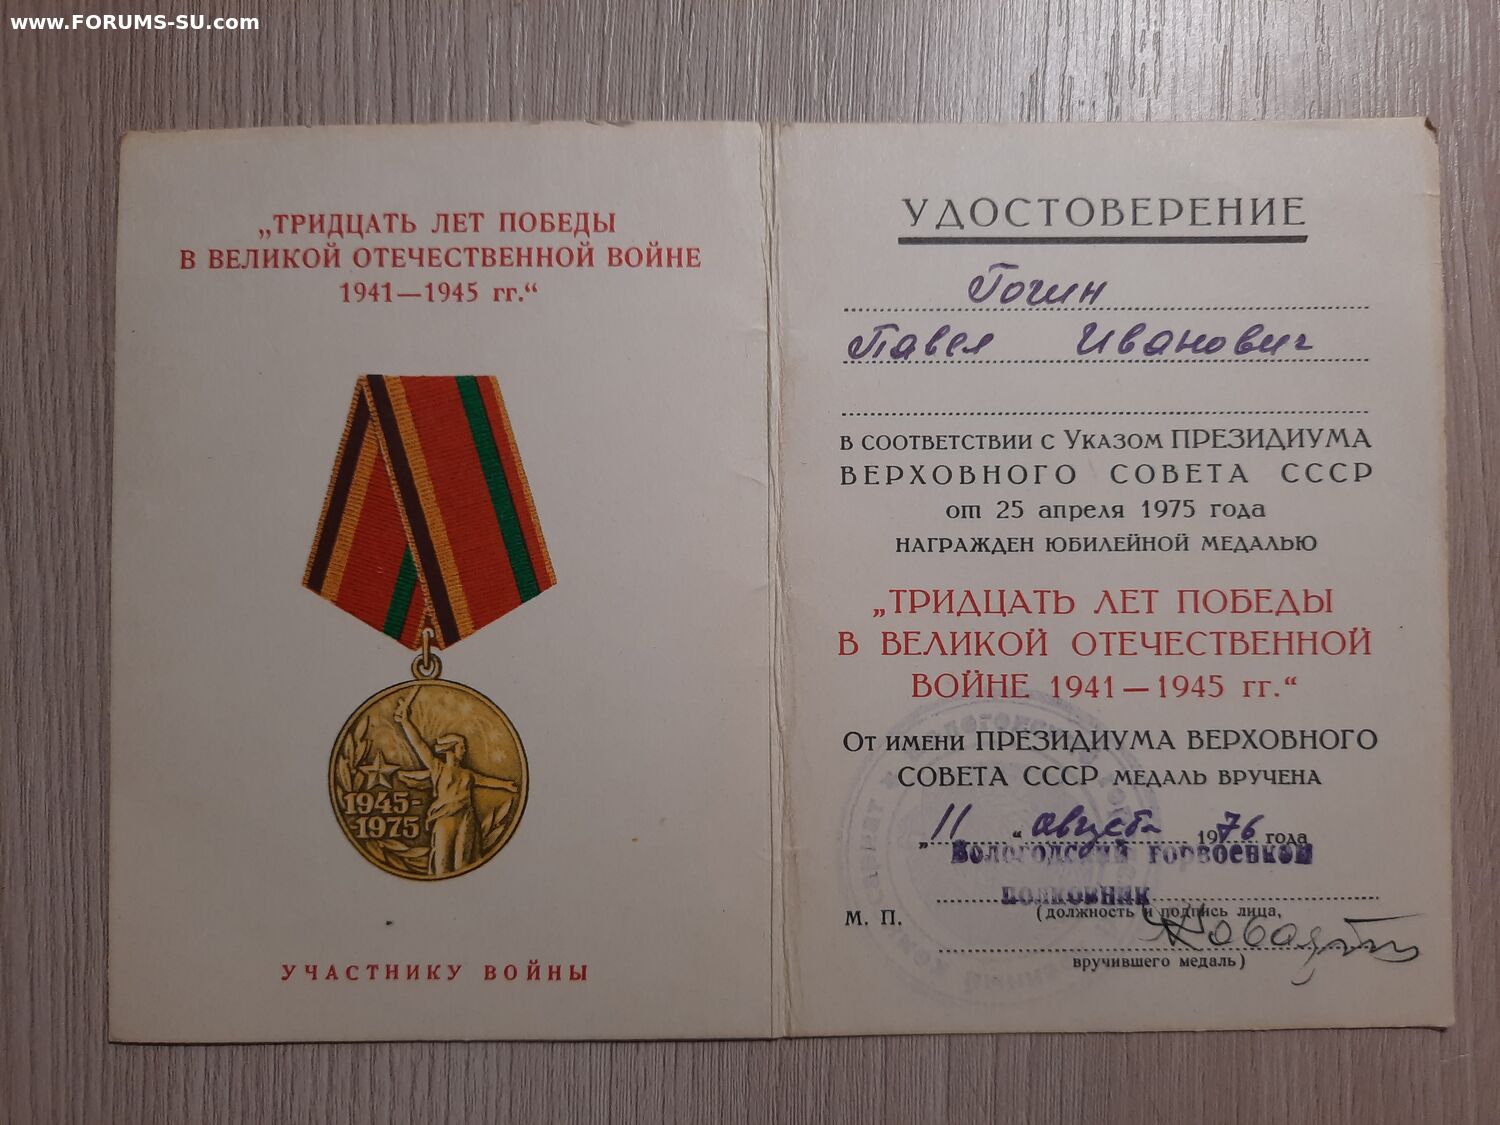 www.FORUMS-SU.com
„ТРИДЦАТЬ ЛЕТ ПОБЕДЫ
В ВЕЛИКОЙ ОТЕЧЕСТВЕННОЙ ВОЙНЕ
1941—1945 гг.“
1945-
1975
УЧАСТНИКУ ВОЙНЫ
УДОСТОВЕРЕНИЕ
Гогин
Павел Иванович
В СООТВЕТСТВИИ С УКАЗОМ ПРЕЗИДИУМА
ВЕРХОВНОГО СОВЕТА СССР
от 25 апреля 1975 года
НАГРАЖДЕН ЮБИЛЕЙНОЙ МЕДАЛЬЮ
„ТРИДЦАТЬ ЛЕТ ПОБЕДЫ
В ВЕЛИКОЙ ОТЕЧЕСТВЕННОЙ
ВОЙНЕ 1941—1945 гг.“
ОТ ИМЕНИ ПРЕЗИДИУМА ВЕРХОВНОГО
СОВЕТА СССР МЕДАЛЬ ВРУЧЕНА
„11“ августа 1976 года
Вологодский горвоенком
полковник
М. П.
(должность и подпись лица,
вручившего медаль)